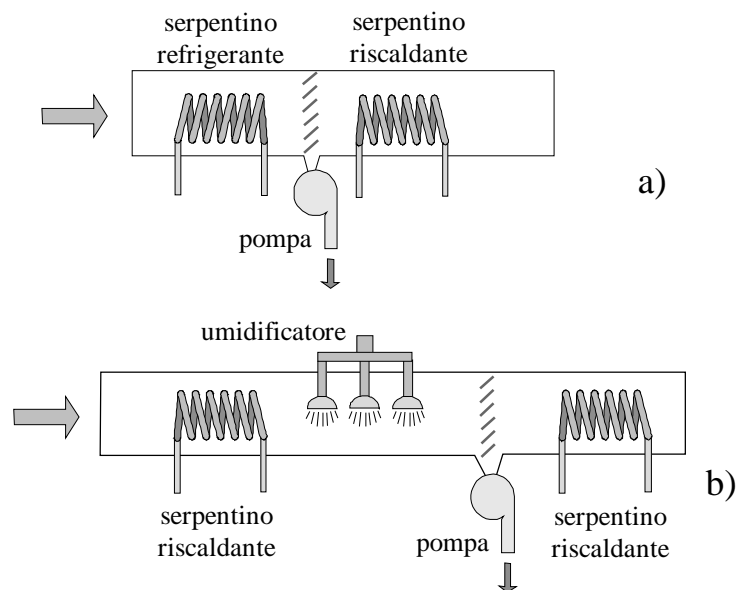 serpentino
refrigerante
serpentino
riscaldante
a)
pompa
umidificatore
b)
serpentino
riscaldante
pompa
serpentino
riscaldante